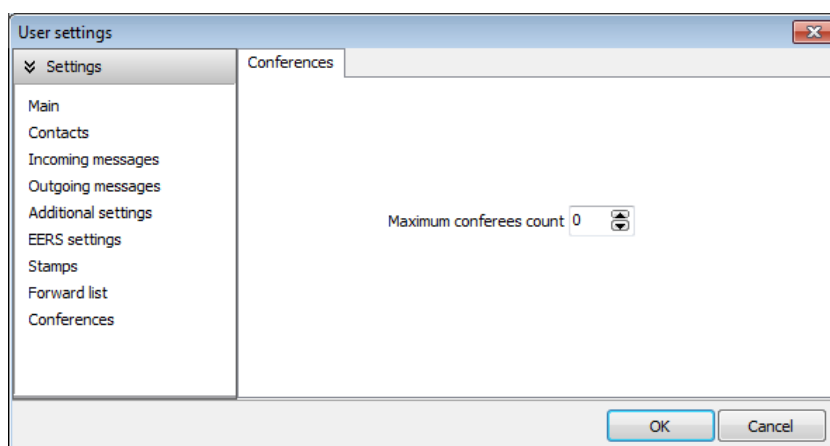 User settings
Settings
Main
Contacts
Incoming messages
Outgoing messages
Additional settings
EERS settings
Stamps
Forward list
Conferences
Conferences
Maximum conferees count 0
OK
Cancel